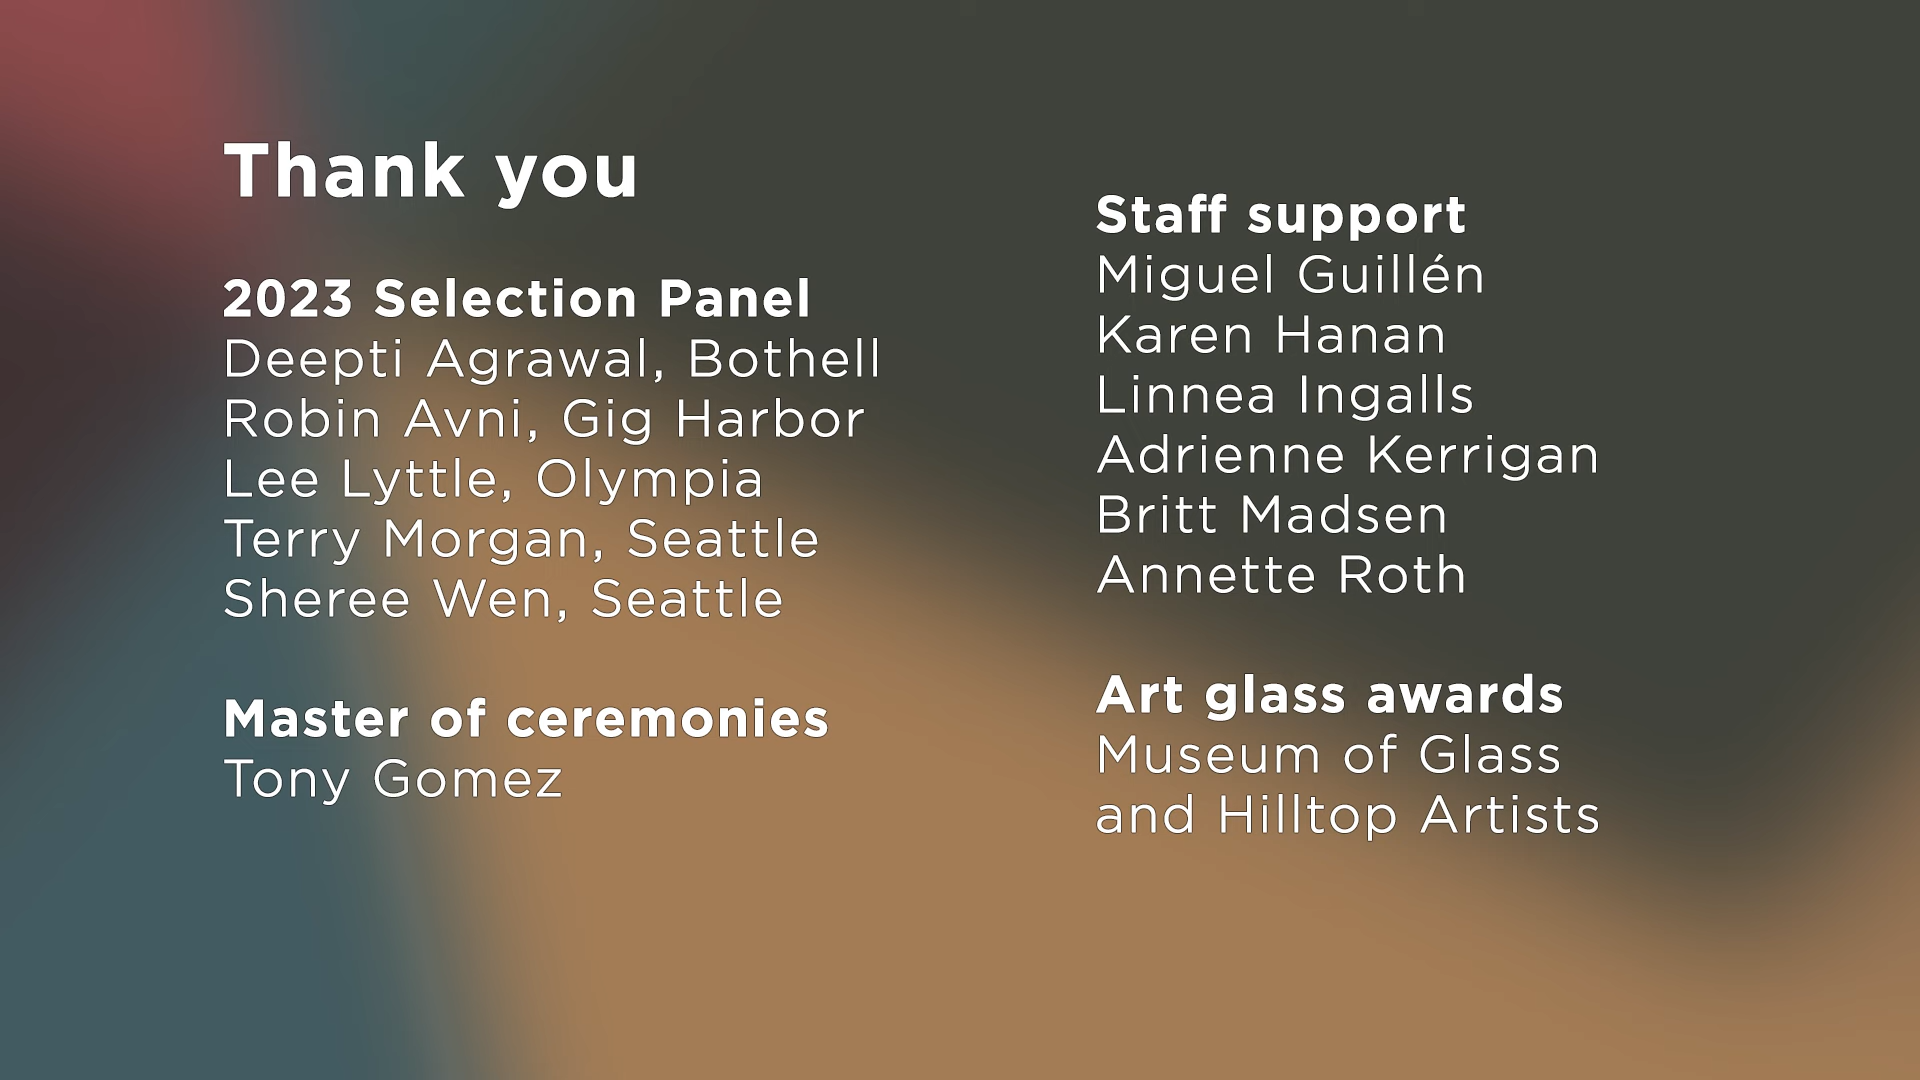 Thank you
2023 Selection Panel
Deepti Agrawal, Bothell
Robin Avni, Gig Harbor
Lee Lyttle, Olympia
Terry Morgan, Seattle
Sheree Wen, Seattle
Master of ceremonies
Tony Gomez
Staff support
Miguel Guillén
Karen Hanan
Linnea Ingalls
Adrienne Kerrigan
Britt Madsen
Annette Roth
Art glass awards
Museum of Glass
and Hilltop Artists